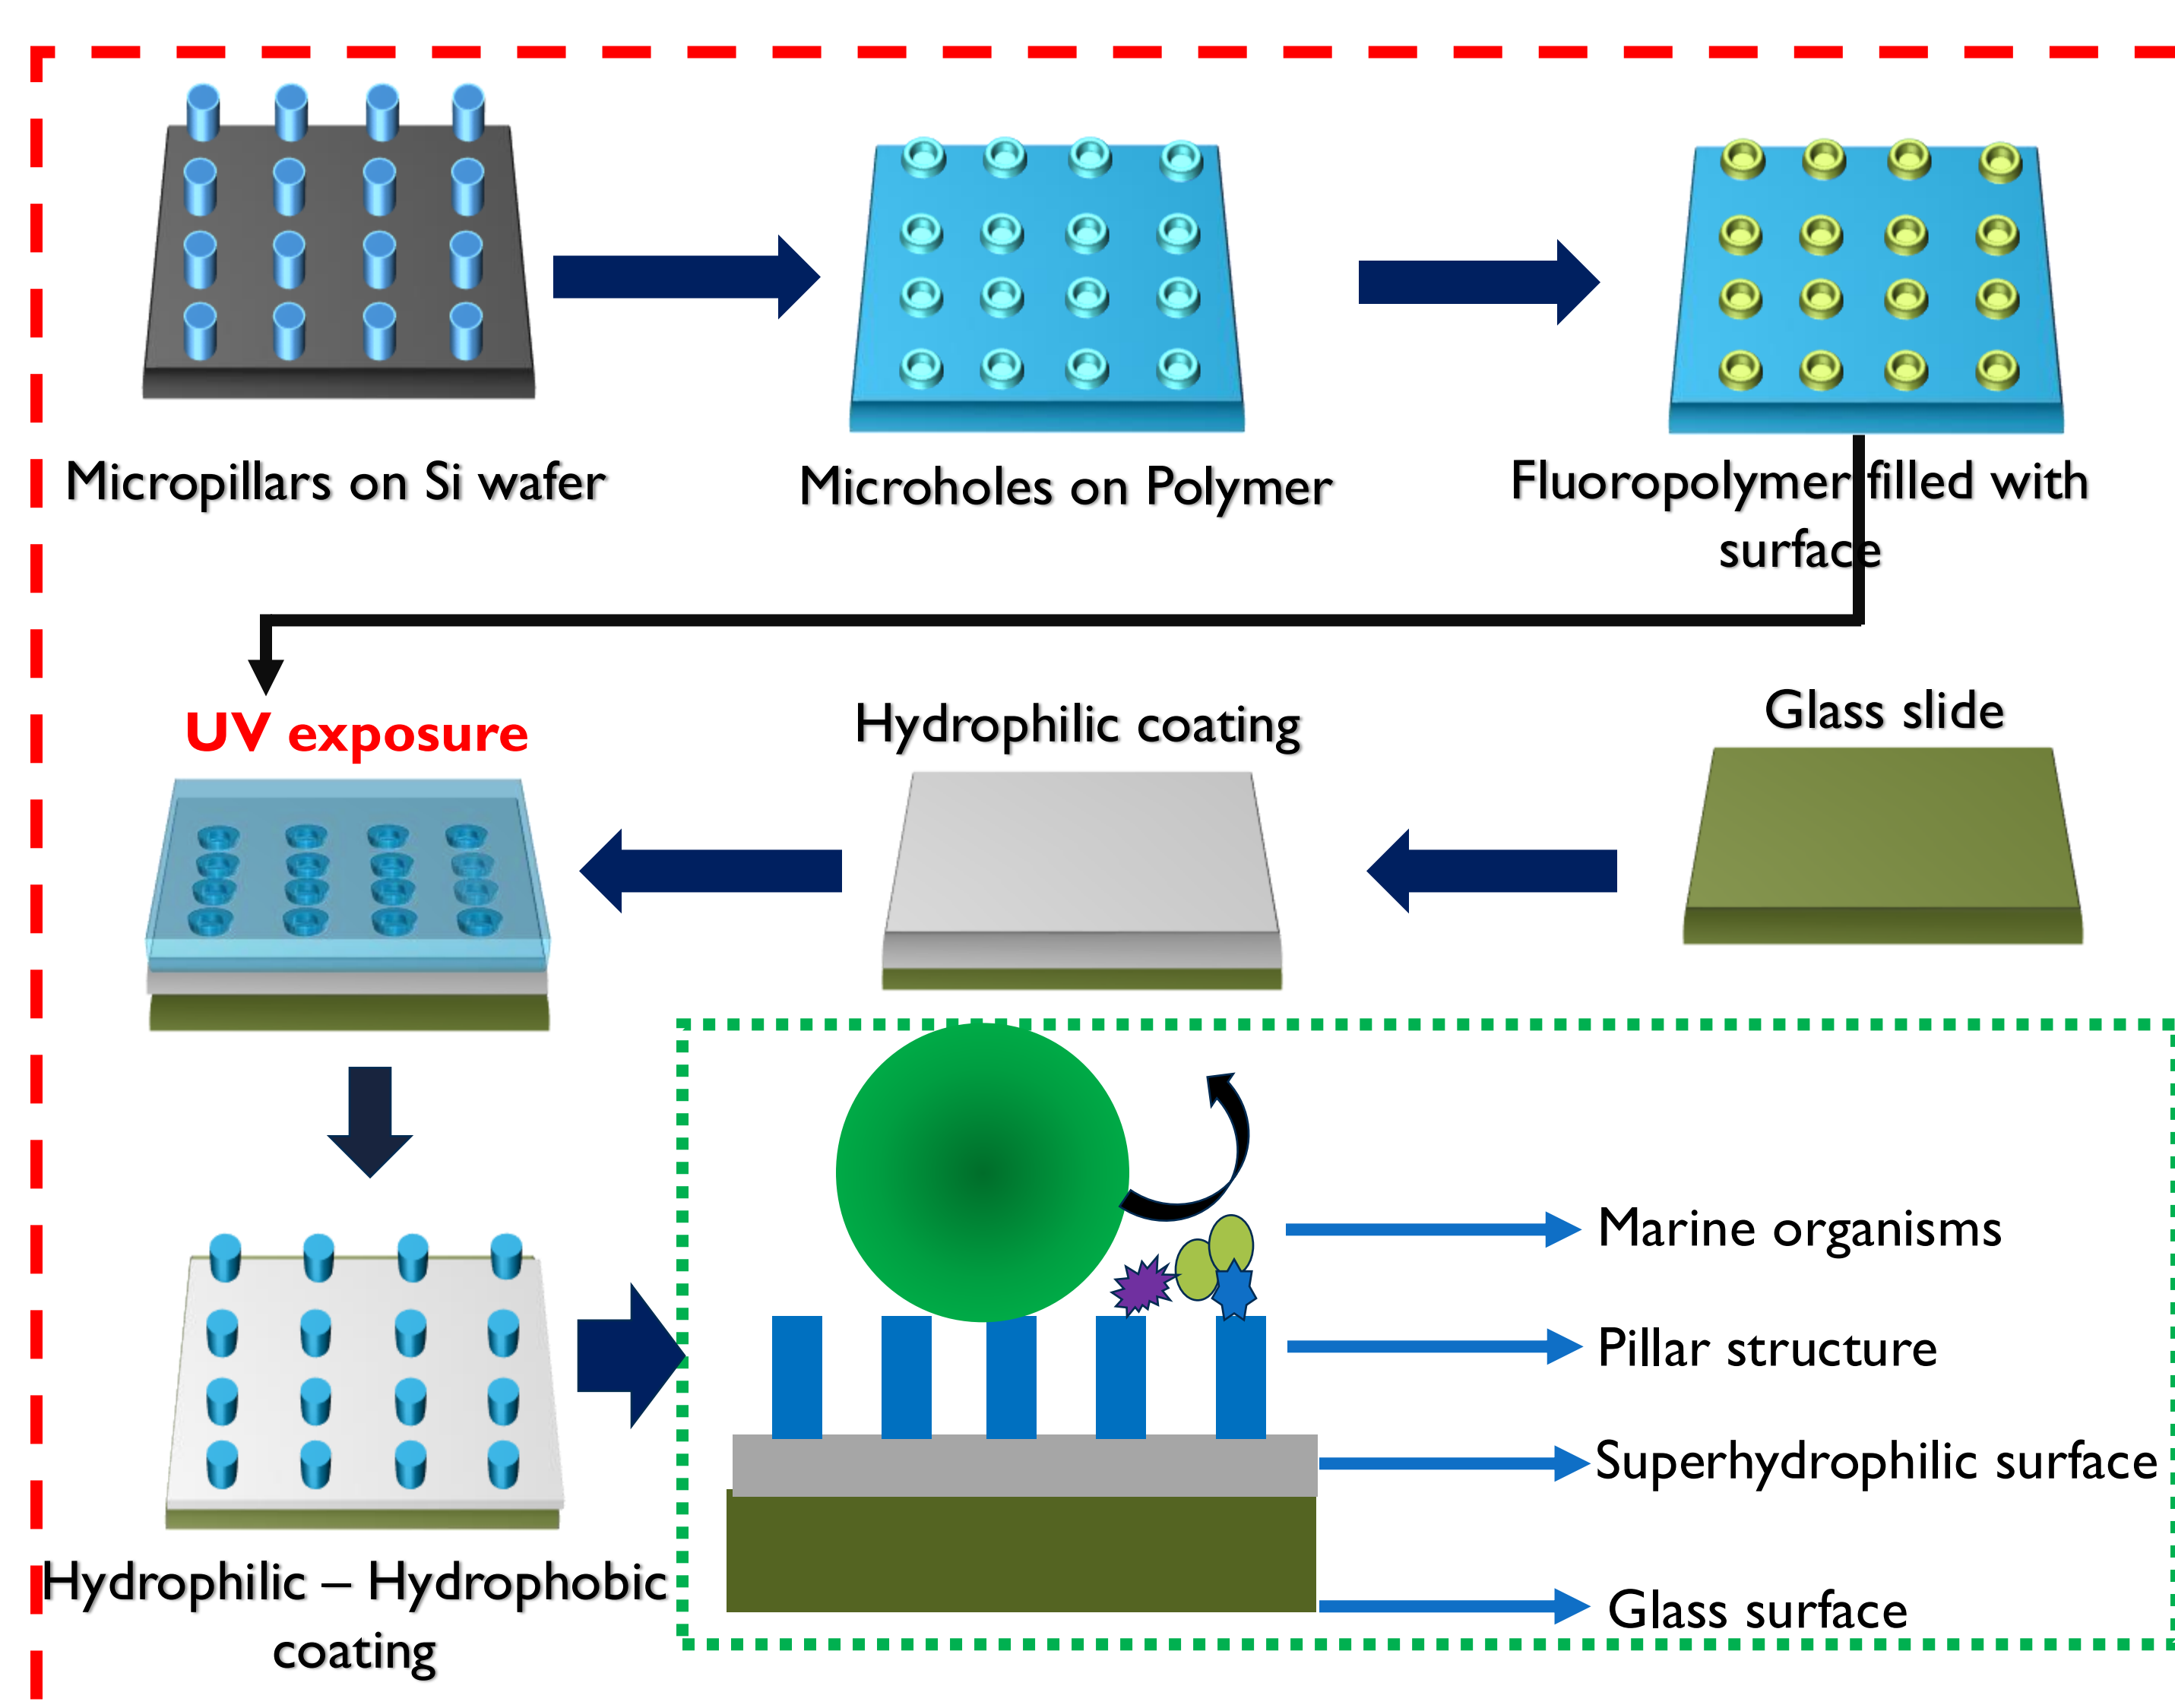 Micropillars on Si wafer
Microholes on Polymer
Fluoropolymer filled with
surface
UV exposure
Hydrophilic coating
Glass slide
Marine organisms
Pillar structure
Superhydrophilic surface
Glass surface
Hydrophilic – Hydrophobic
coating